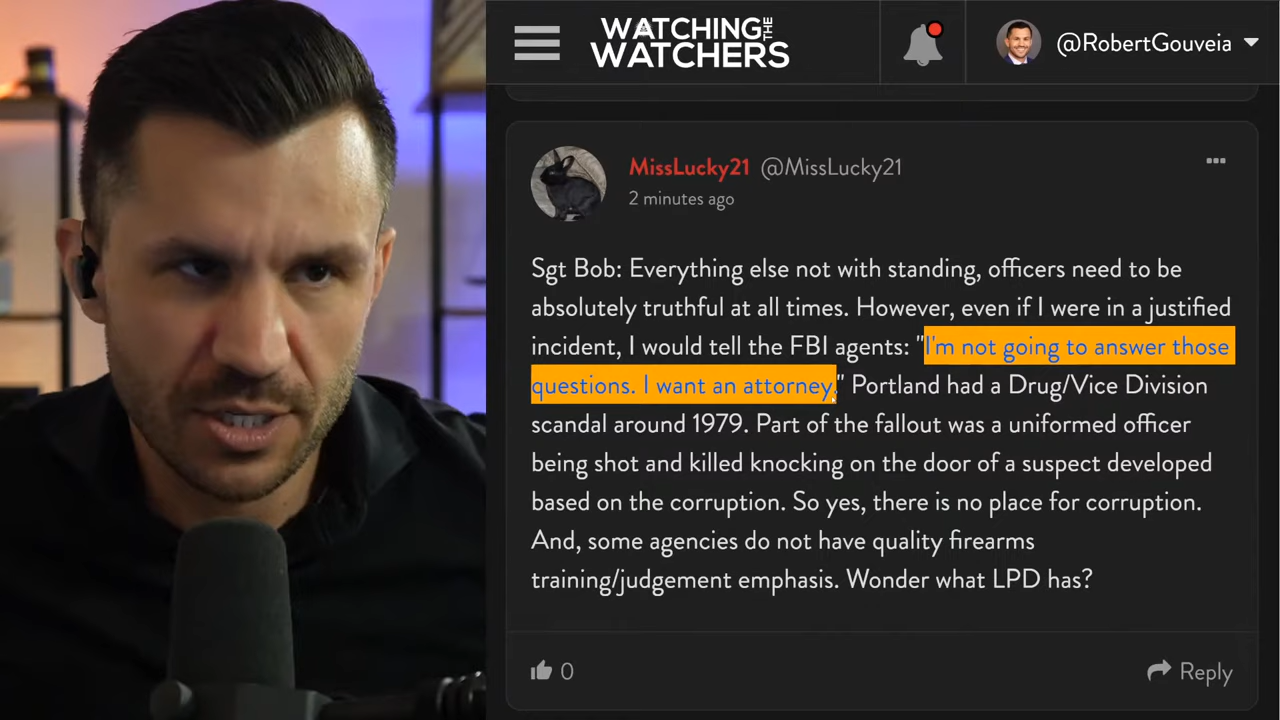 WATCHING THE
WATCHERS
@RobertGouveia
MissLucky21 @MissLucky21
2 minutes ago
Sgt Bob: Everything else not with standing, officers need to be
absolutely truthful at all times. However, even if I were in a justified
incident, I would tell the FBI agents: "I'm not going to answer those
questions. I want an attorney." Portland had a Drug/Vice Division
scandal around 1979. Part of the fallout was a uniformed officer
being shot and killed knocking on the door of a suspect developed
based on the corruption. So yes, there is no place for corruption.
And, some agencies do not have quality firearms
training/judgement emphasis. Wonder what LPD has?
0
Reply